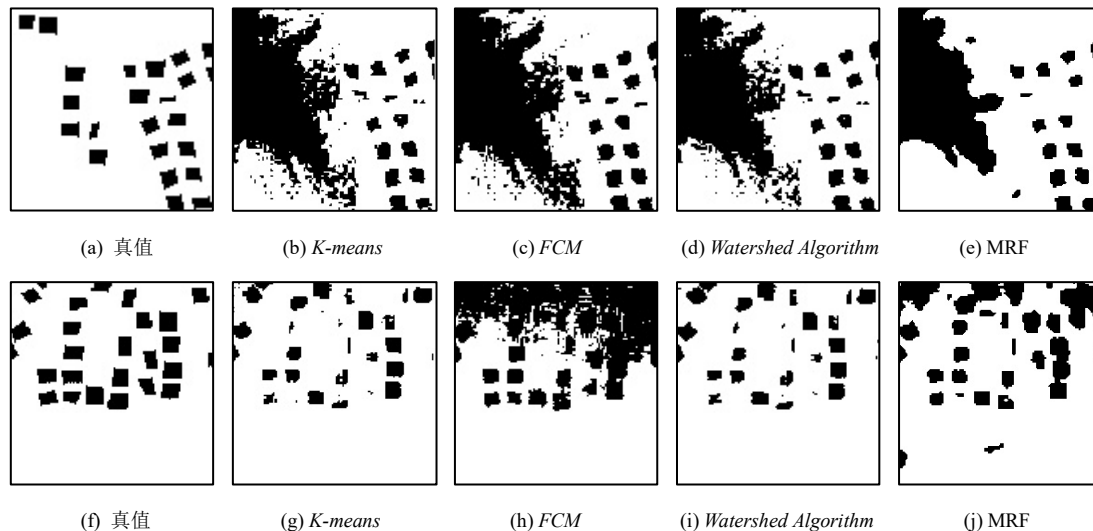 (a) 真值 (b) K-means (c) FCM (d) Watershed Algorithm (e) MRF
(f) 真值 (g) K-means (h) FCM (i) Watershed Algorithm (j) MRF